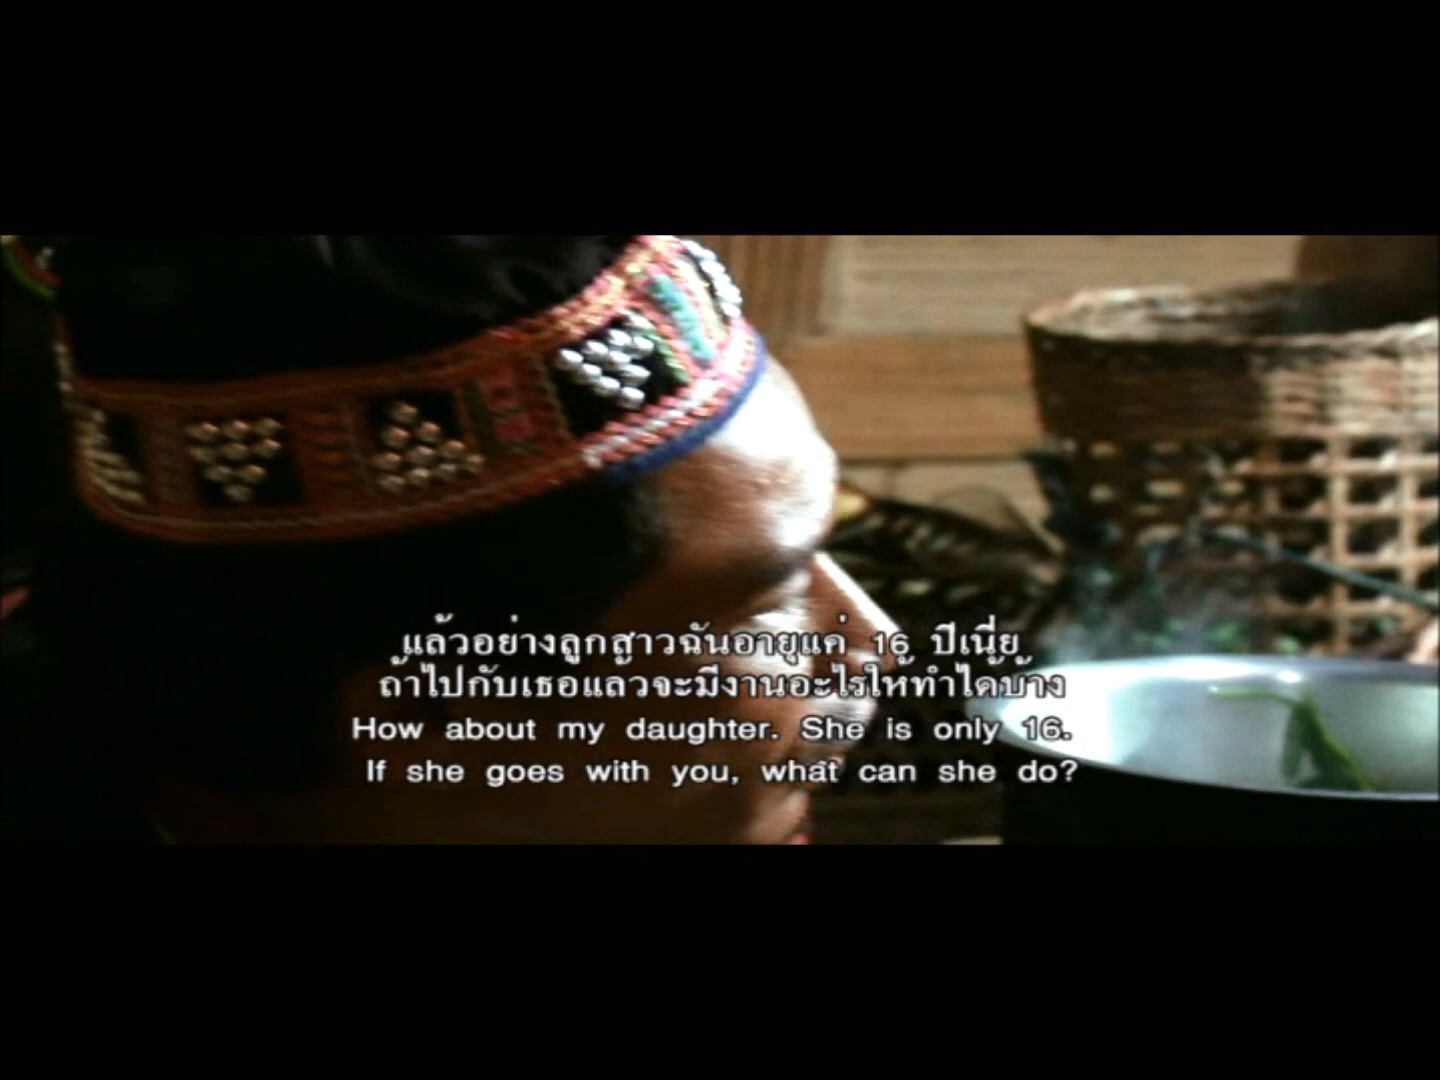 แล้วอย่างลูกสาวฉันอายุแค่ 16 ปีเนี่ย
ถ้าไปกับเธอแล้วจะมีงานอะไรให้ทำได้บ้าง
How about my daughter. She is only 16.
If she goes with you, what can she do?